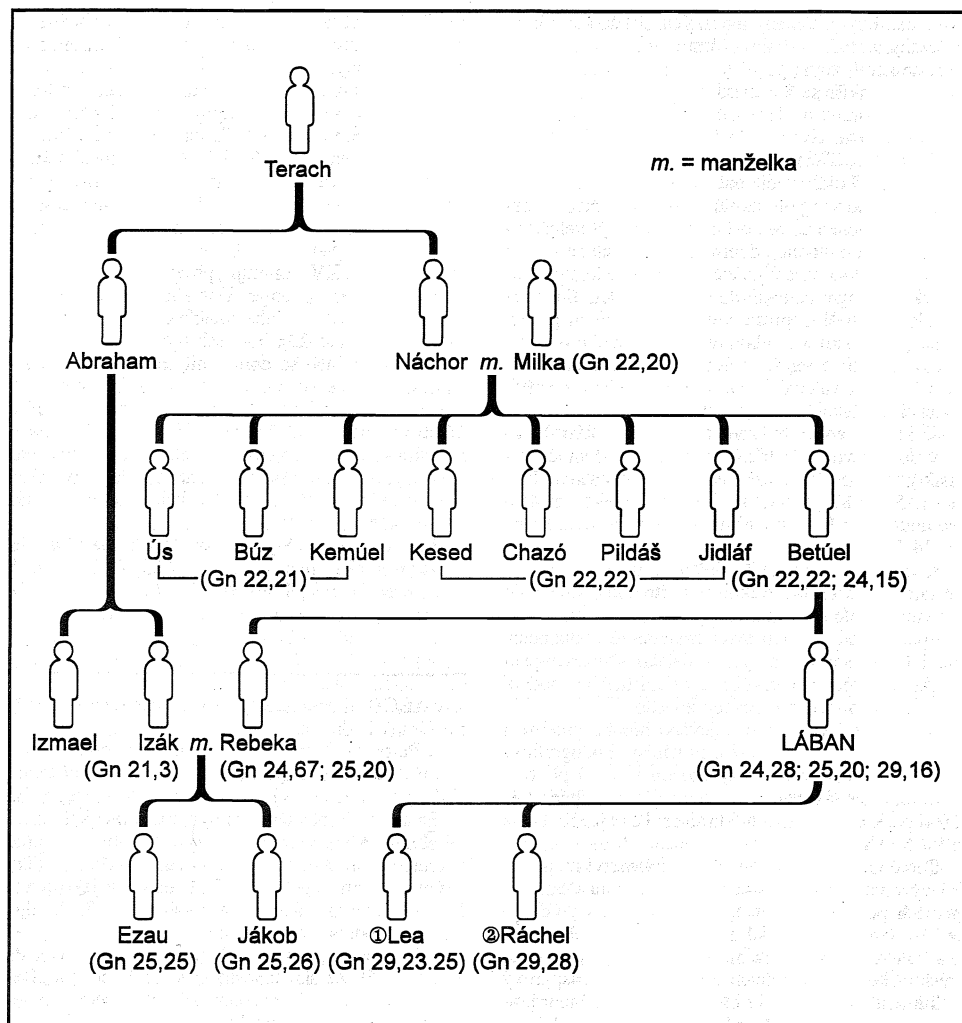 Terach
m. = manželka
Abraham
Náchor m. Milka (Gn 22,20)
Ús Búz Kemúel Kesed Chazó Pildáš Jidláf Betúel
(Gn 22,21) (Gn 22,22) (Gn 22,22; 24,15)
Izmael Izák m. Rebeka LÁBAN
(Gn 21,3) (Gn 24,67; 25,20) (Gn 24,28; 25,20; 29,16)
Ezau Jákob ①Lea ②Ráchel
(Gn 25,25) (Gn 25,26) (Gn 29,23.25) (Gn 29,28)